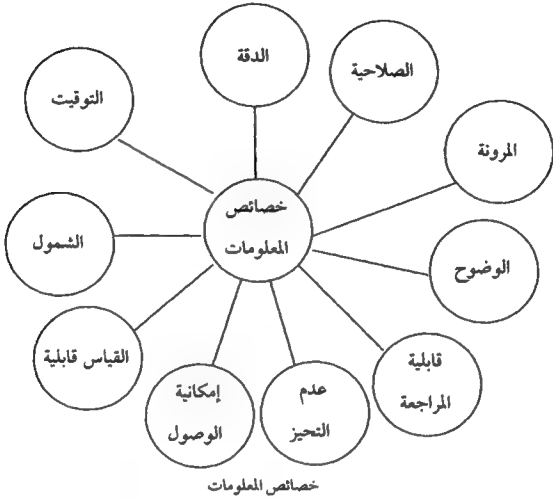 الدقة
الصلاحية
التوقيت
المرونة
خصائص
المعلومات
الشمول
الوضوح
القياس قابلية
قابلية
المراجعة
إمكانية
الوصول
عدم
التحيز
خصائص المعلومات